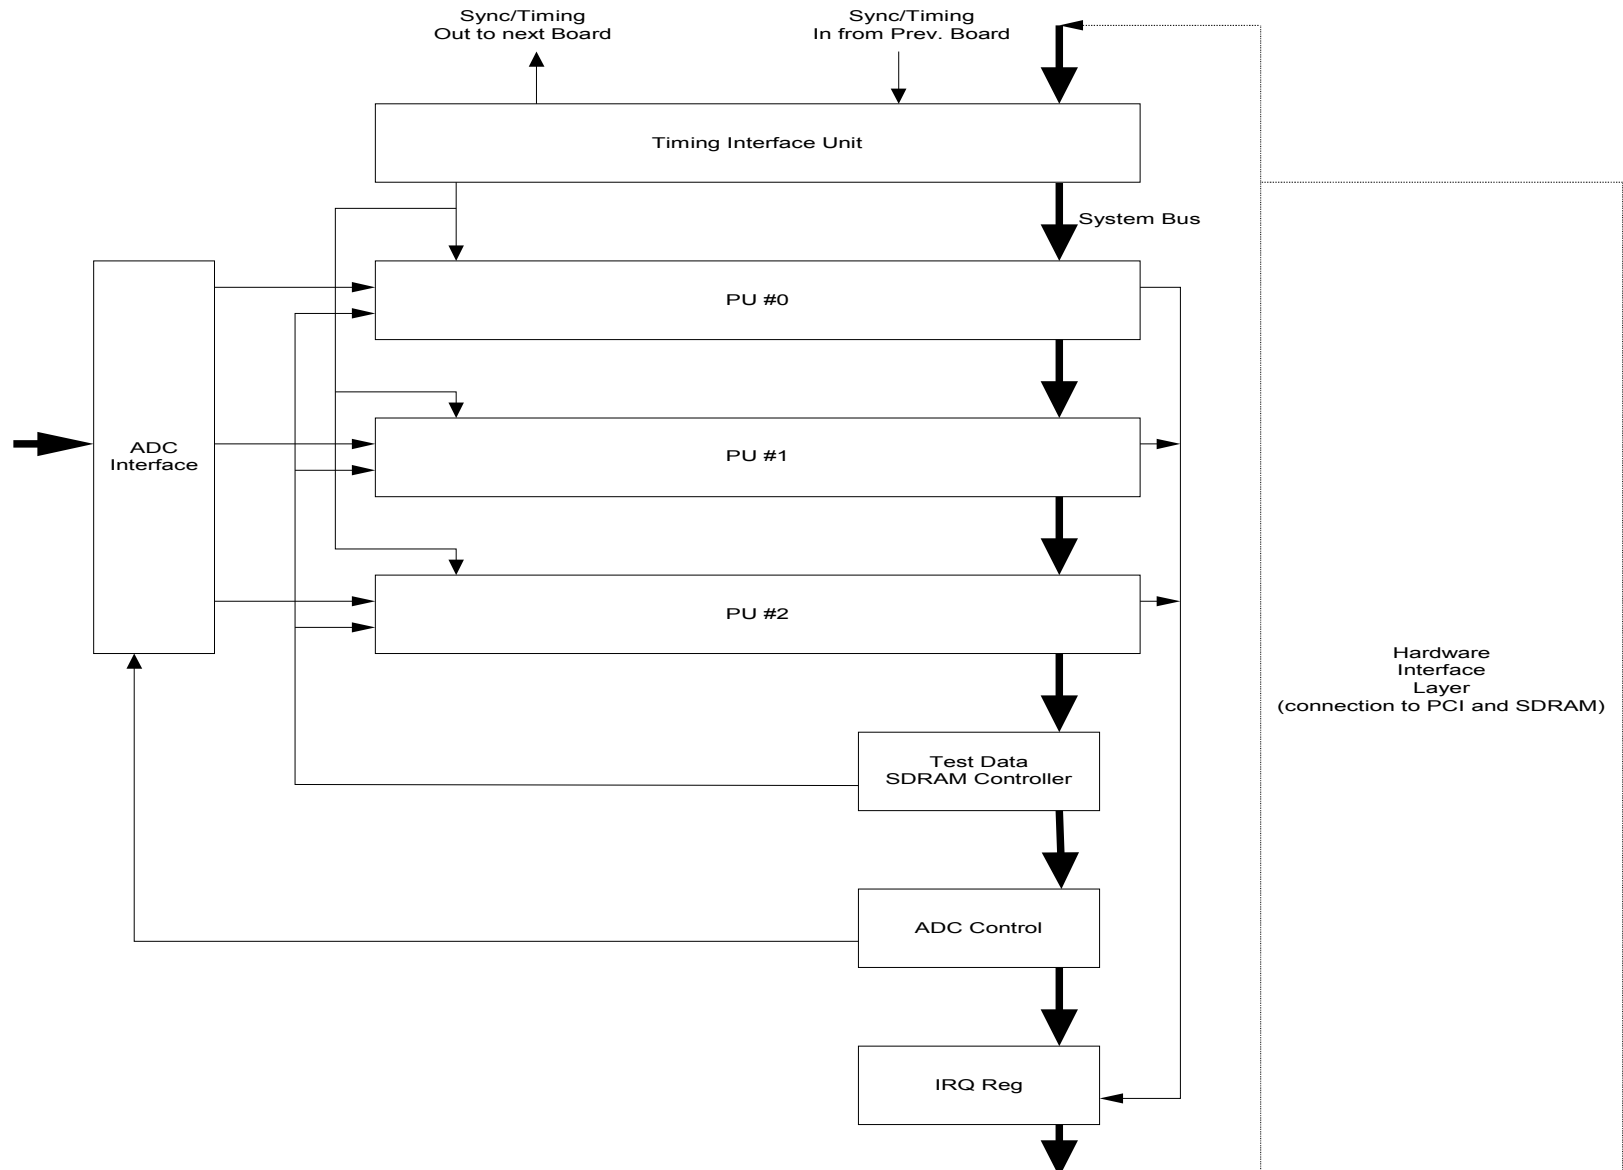 Sync/Timing
Out to next Board
Sync/Timing
In from Prev. Board
Timing Interface Unit
System Bus
PU #0
ADC
Interface
PU #1
PU #2
Hardware
Interface
Layer
(connection to PCI and SDRAM)
Test Data
SDRAM Controller
ADC Control
IRQ Reg